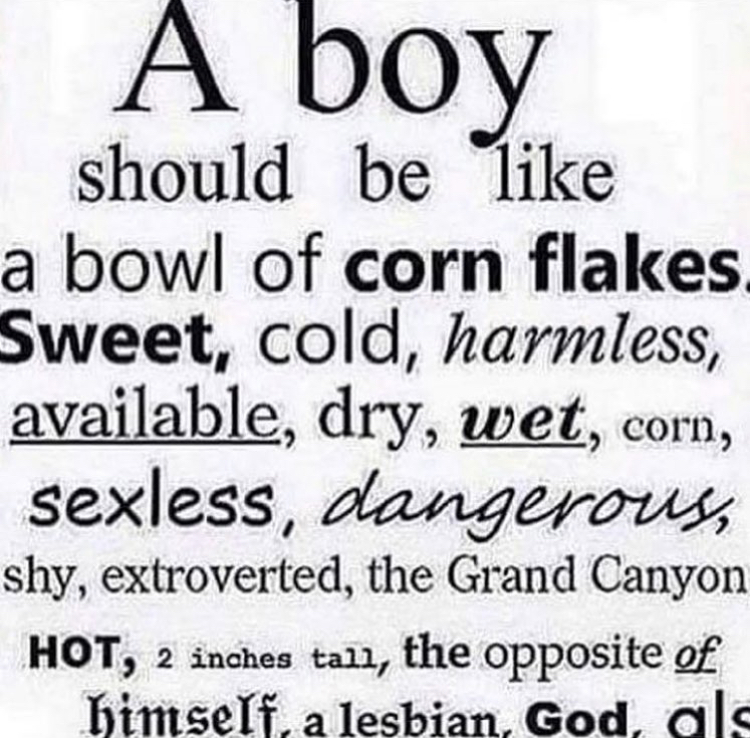 A boy
should be like
a bowl of corn flakes.
Sweet, cold, harmless,
available, dry, wet, corn,
sexless, dangerous,
shy, extroverted, the Grand Canyon
HOT, 2 inches tall, the opposite of
himself, a lesbian, God, als